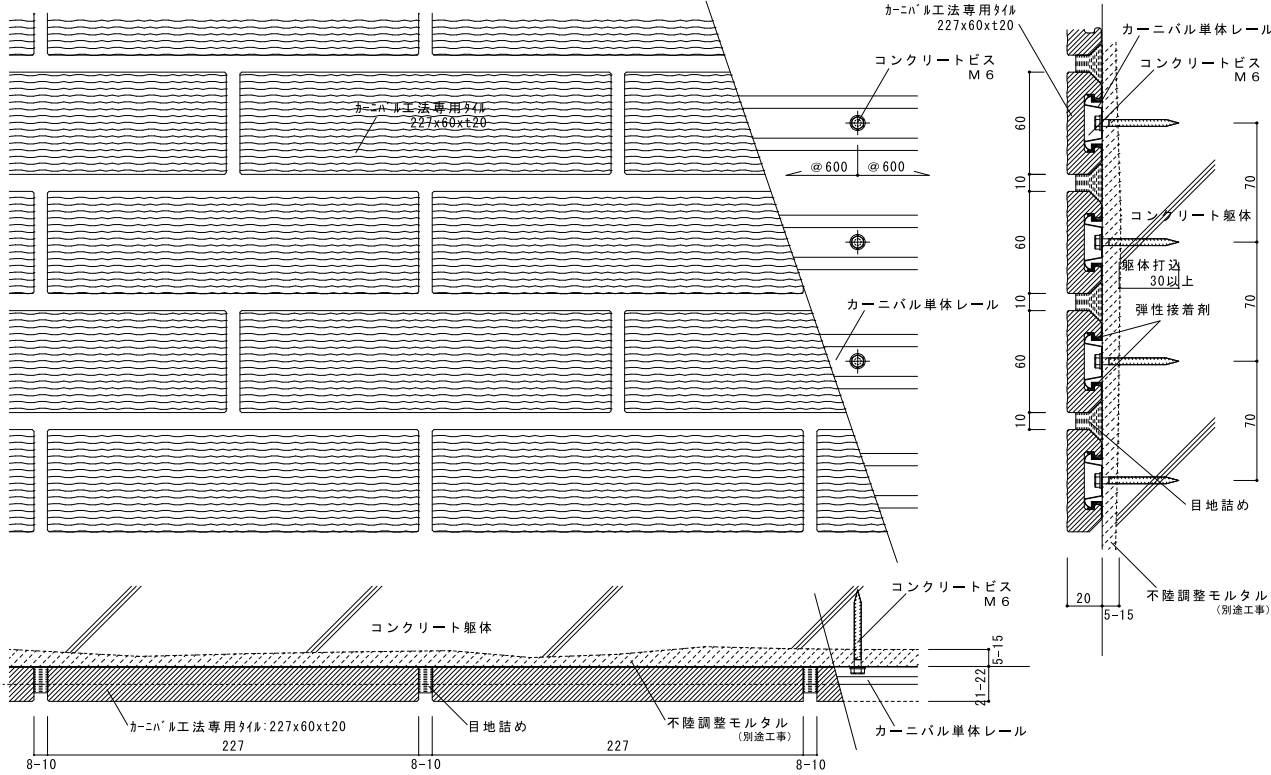 カーニバル工法専用タイル
227x60xt20
コンクリートビス
M6
@600
@600
カーニバル単体レール
カーニバル工法専用タイル
227x60xt20
カーニバル単体レール
コンクリートビス
M6
60
10
60
10
60
10
70
70
70
コンクリート躯体
躯体打込
30以上
弾性接着剤
目地詰め
不陸調整モルタル
(別途工事)
20
5-15
コンクリート躯体
コンクリートビス
M6
5-15
21-22
カーニバル工法専用タイル:227x60xt20
目地詰め
不陸調整モルタル
(別途工事)
カーニバル単体レール
227
227
8-10
8-10
8-10